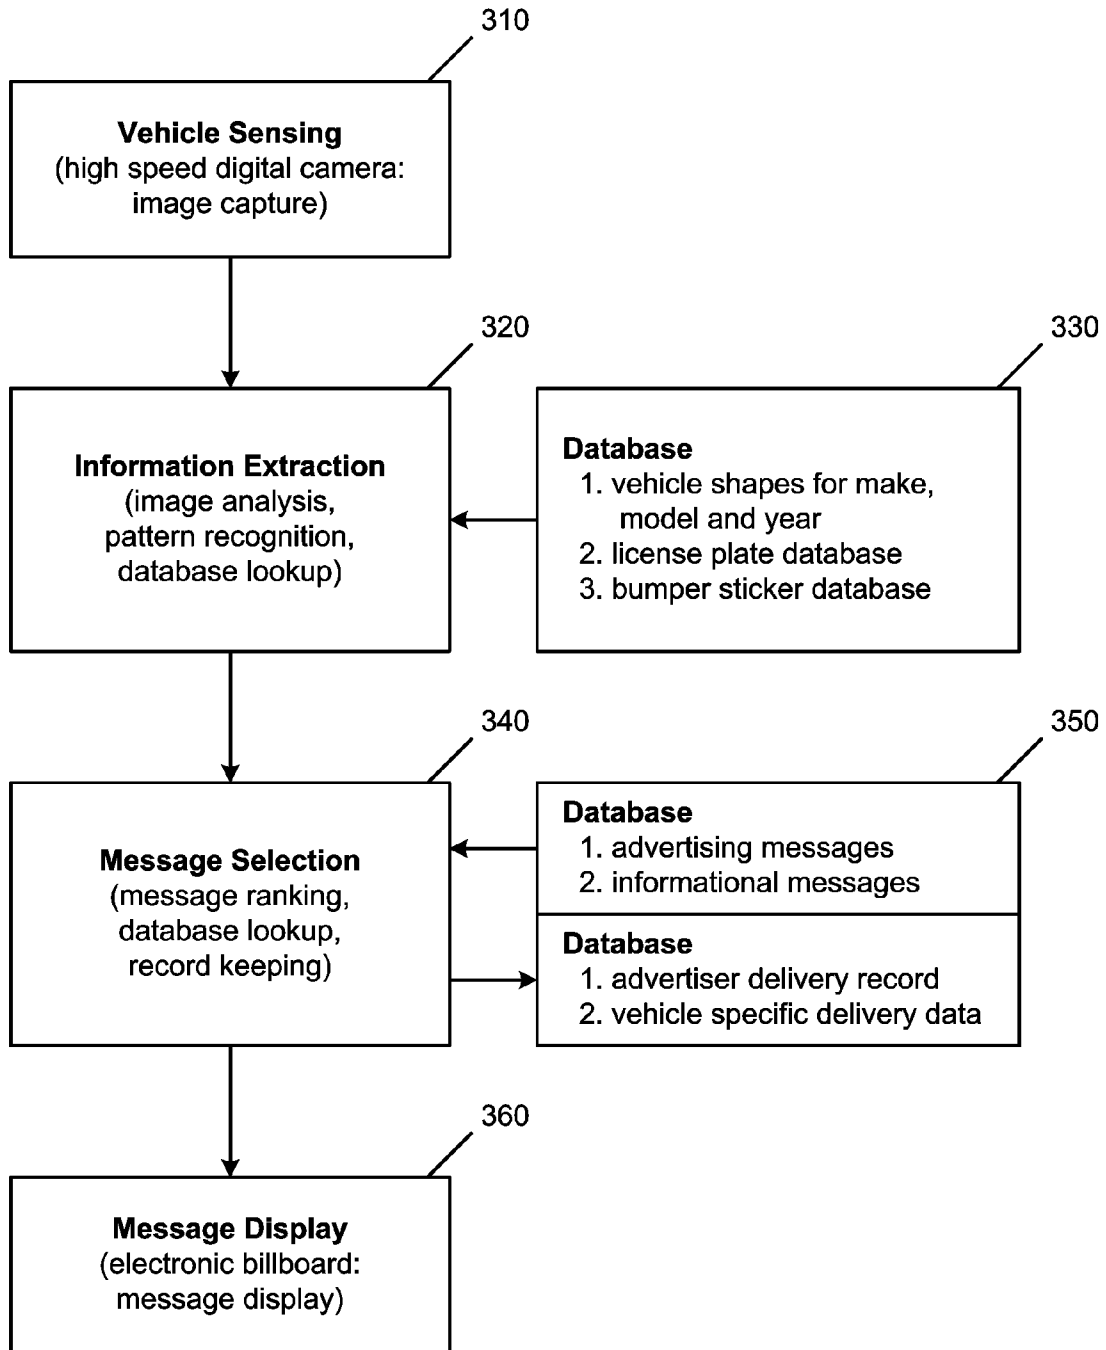 310
Vehicle Sensing
(high speed digital camera:
image capture)
320
330
Information Extraction
(image analysis,
pattern recognition,
database lookup)
Database
1. vehicle shapes for make,
model and year
2. license plate database
3. bumper sticker database
340
350
Message Selection
(message ranking,
database lookup,
record keeping)
Database
1. advertising messages
2. informational messages
Database
1. advertiser delivery record
2. vehicle specific delivery data
360
Message Display
(electronic billboard:
message display)